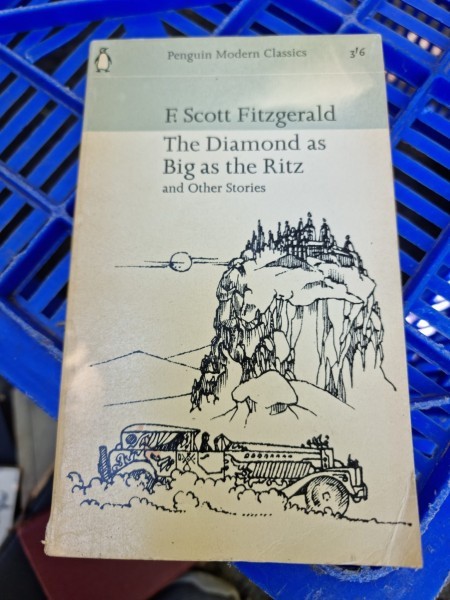 Penguin Modern Classics 3'6
F. Scott Fitzgerald
The Diamond as
Big as the Ritz
and Other Stories